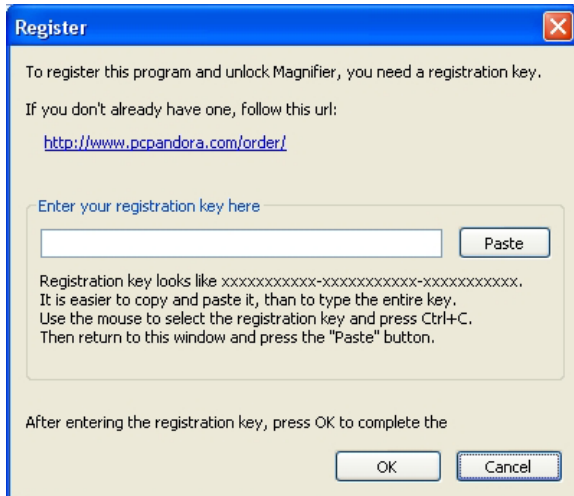 Register
To register this program and unlock Magnifier, you need a registration key.
If you don't already have one, follow this url:
http://www.pcpandora.com/order/
Enter your registration key here
Paste
Registration key looks like xxxxxxxxxxx-xxxxxxxxxxx-xxxxxxxxxxx.
It is easier to copy and paste it, than to type the entire key.
Use the mouse to select the registration key and press Ctrl+C.
Then return to this window and press the "Paste" button.
After entering the registration key, press OK to complete the
OK Cancel